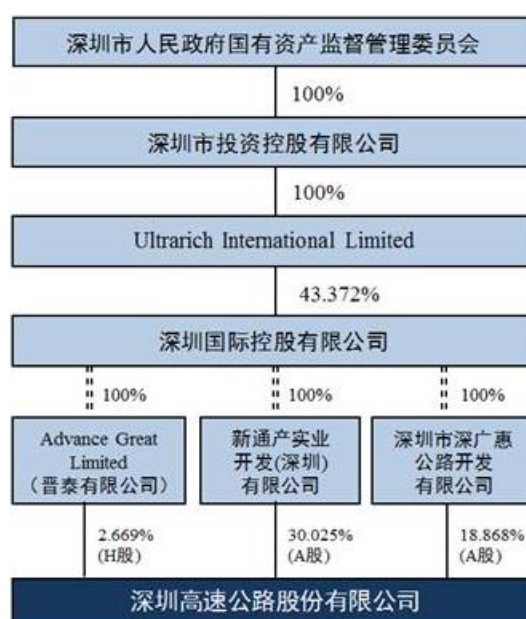 深圳市人民政府国有资产监督管理委员会
100%
深圳市投资控股有限公司
100%
Ultrarich International Limited
43.372%
深圳国际控股有限公司
100%
100%
100%
Advance Great
Limited
（晋泰有限公司）
新通产实业
开发(深圳)
有限公司
深圳市深广惠
公路开发
有限公司
2.669%
(H股)
30.025%
(A股)
18.868%
(A股)
深圳高速公路股份有限公司